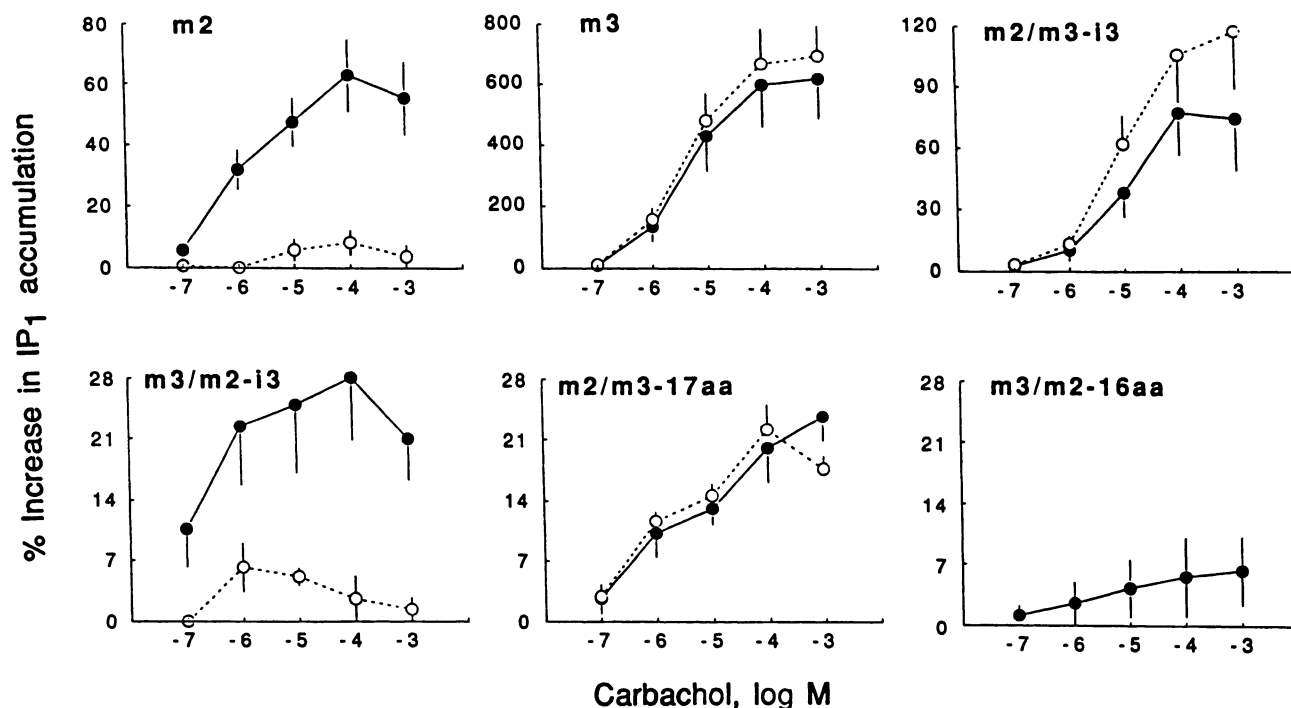 % Increase in IP1 accumulation
m2
80
60
40
20
0
-7 -6 -5 -4 -3
m3
800
600
400
200
0
-7 -6 -5 -4 -3
m2/m3-i3
120
90
60
30
0
-7 -6 -5 -4 -3
m3/m2-i3
28
21
14
7
0
-7 -6 -5 -4 -3
m2/m3-17aa
28
21
14
7
0
-7 -6 -5 -4 -3
m3/m2-16aa
28
21
14
7
0
-7 -6 -5 -4 -3
Carbachol, log M